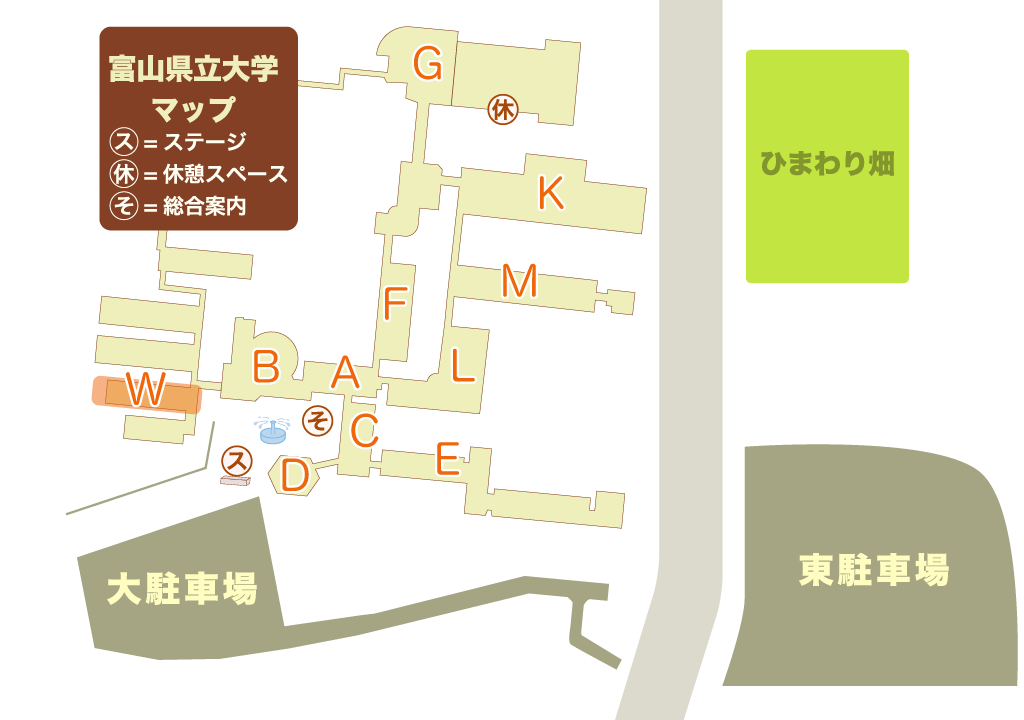 富山県立大学
マップ
ス = ステージ
休 = 休憩スペース
そ = 総合案内
G
休
K
ひまわり畑
M
F
B
A
L
W
そ
C
E
ス
D
大駐車場
東駐車場